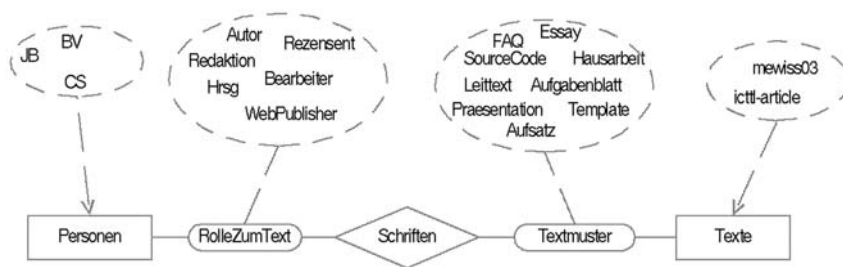 JB
BV
CS
Autor
Rezensent
Redaktion
Bearbeiter
Hrsg
WebPublisher
Essay
FAQ
SourceCode
Hausarbeit
Leittext
Aufgabenblatt
Praesentation
Template
Aufsatz
mewiss03
icttl-article
Personen
RolleZumText
Schriften
Textmuster
Texte